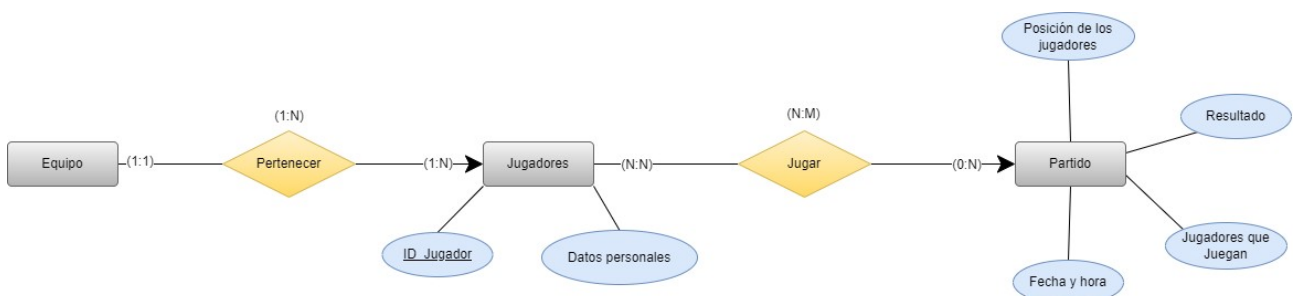 Equipo
(1:1)
(1:N)
Pertenecer
(1:N)
Jugadores
ID_Jugador
Datos personales
(N:N)
(N:M)
Jugar
(0:N)
Partido
Posición de los
jugadores
Resultado
Jugadores que
Juegan
Fecha y hora